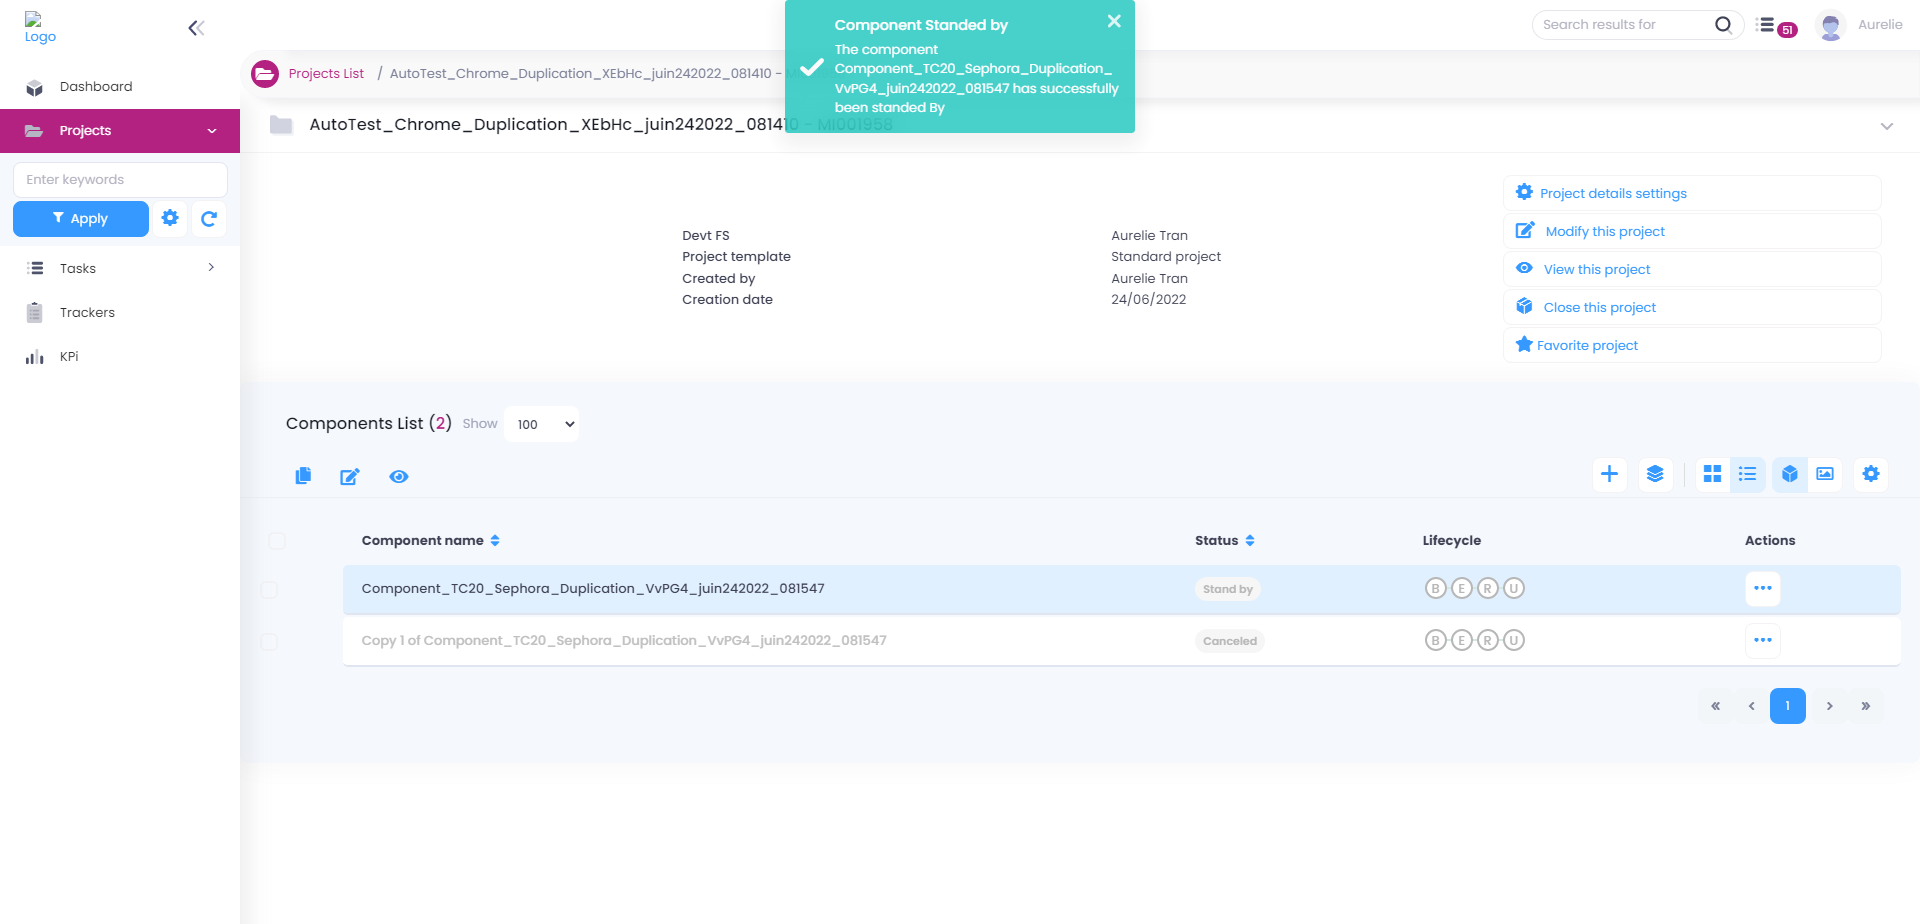 Logo
Component Standed by
The component
Component_TC20_Sephora_Duplication_
VvPG4_juin242022_081547 has successfully
been standed By
Search results for
51
Aurelie
Dashboard
Projects
Enter keywords
Apply
Tasks
Trackers
KPi
Projects List / AutoTest_Chrome_Duplication_XEbHc_juin242022_081410 -
AutoTest_Chrome_Duplication_XEbHc_juin242022_081410 - MI001958
Devt FS Aurelie Tran
Project template Standard project
Created by Aurelie Tran
Creation date 24/06/2022
Project details settings
Modify this project
View this project
Close this project
Favorite project
Components List (2) Show 100
Component name Status Lifecycle Actions
Component_TC20_Sephora_Duplication_VvPG4_juin242022_081547 Stand by B E R U
Copy 1 of Component_TC20_Sephora_Duplication_VvPG4_juin242022_081547 Canceled B E R U
« ‹ 1 › »